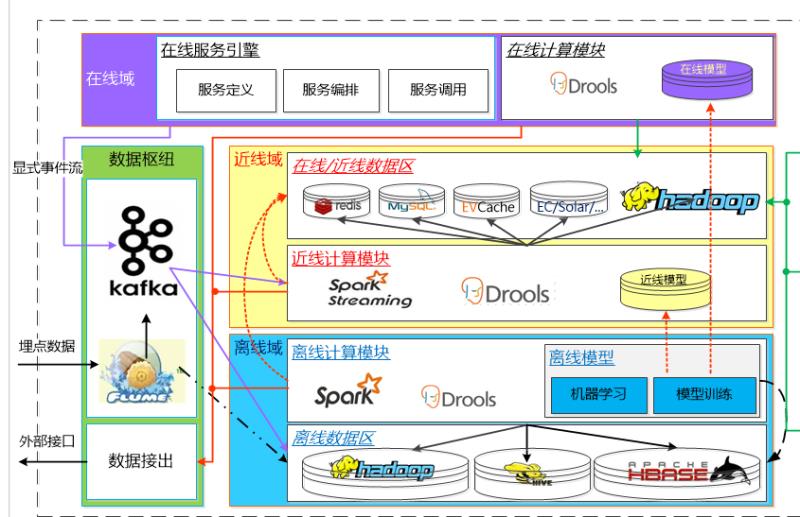 在线域
在线服务引擎
服务定义
服务编排
服务调用
在线计算模块
Drools
在线模型
显式事件流
数据枢纽
kafka
埋点数据
FLUME
外部接口
数据接出
近线域
在线/近线数据区
redis
MySQL
EVCache
EC/Solar/...
hadoop
近线计算模块
Spark
Streaming
Drools
近线模型
离线域
离线计算模块
Spark
Drools
离线模型
机器学习
模型训练
离线数据区
hadoop
HIVE
APACHE
HBASE